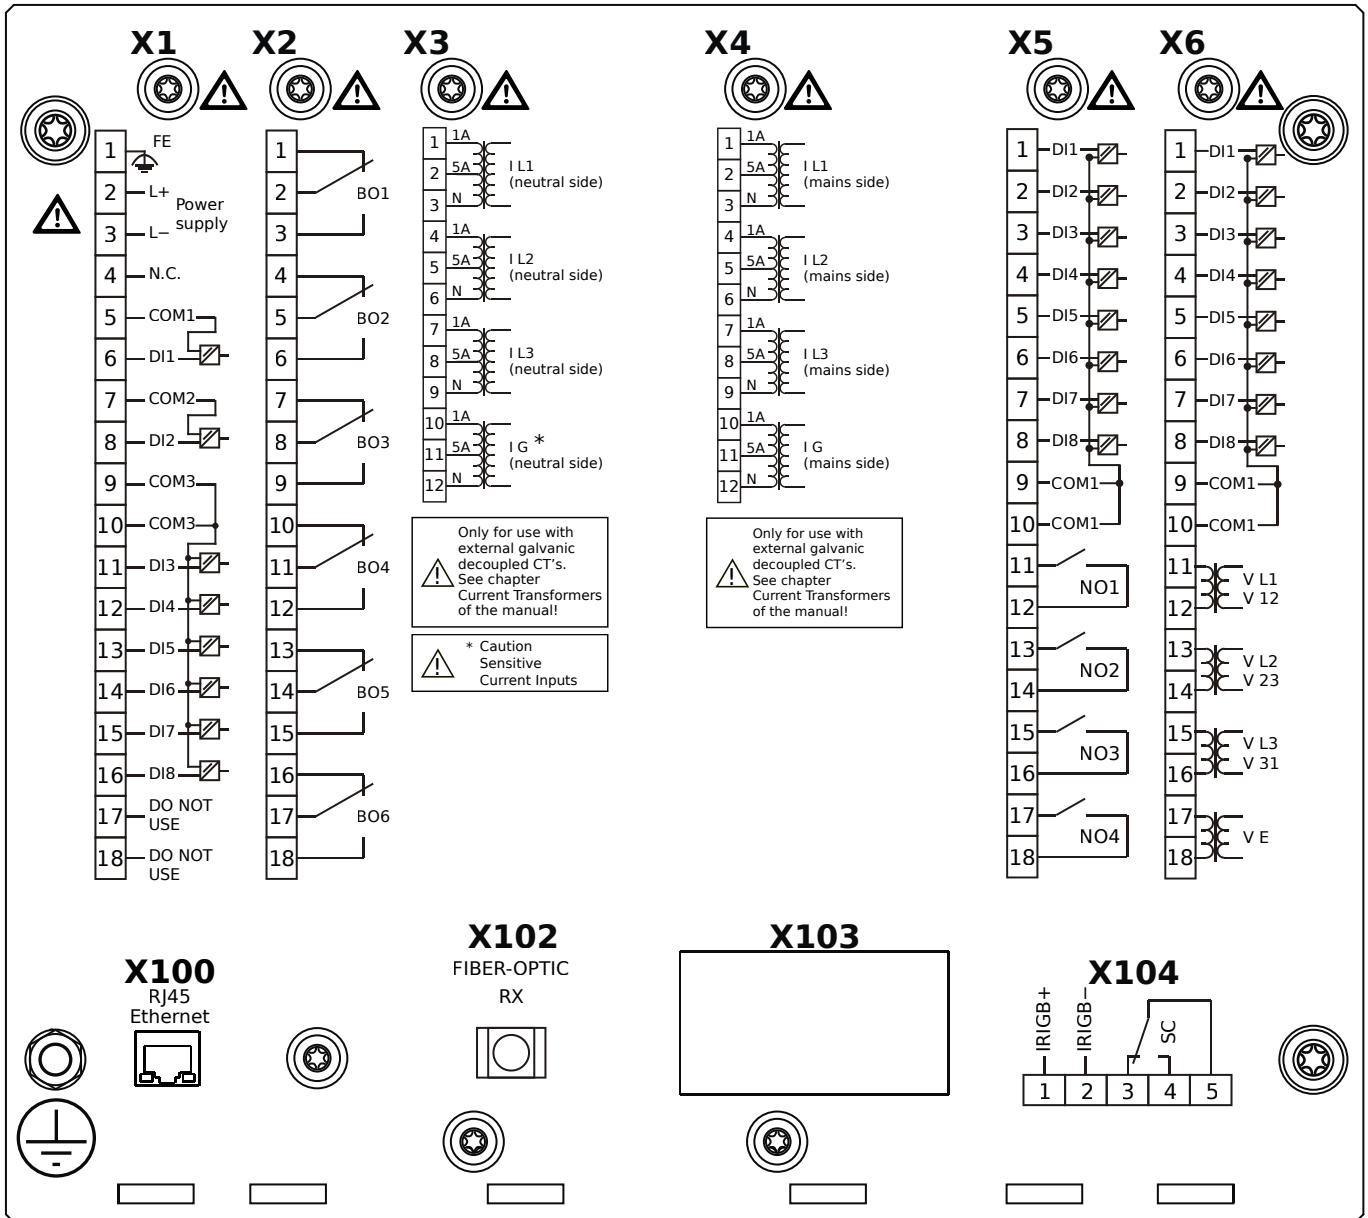 X1
X2
X3
X4
X5
X6
1
FE
2
L+
Power
supply
3
L−
4
N.C.
5
COM1
6
DI1
7
COM2
8
DI2
9
COM3
10
COM3
11
DI3
12
DI4
13
DI5
14
DI6
15
DI7
16
DI8
17
DO NOT
USE
18
DO NOT
USE
1
2
BO1
3
4
5
BO2
6
7
8
BO3
9
10
11
BO4
12
13
14
BO5
15
16
17
BO6
18
1
1A
2
5A
I L1
(neutral side)
3
N
4
1A
5
5A
I L2
(neutral side)
6
N
7
1A
8
5A
I L3
(neutral side)
9
N
10
1A
11
5A
I G *
(neutral side)
12
N
Only for use with
external galvanic
decoupled CT's.
See chapter
Current Transformers
of the manual!
* Caution
Sensitive
Current Inputs
1
1A
2
5A
I L1
(mains side)
3
N
4
1A
5
5A
I L2
(mains side)
6
N
7
1A
8
5A
I L3
(mains side)
9
N
10
1A
11
5A
I G
(mains side)
12
N
Only for use with
external galvanic
decoupled CT's.
See chapter
Current Transformers
of the manual!
1
DI1
2
DI2
3
DI3
4
DI4
5
DI5
6
DI6
7
DI7
8
DI8
9
COM1
10
COM1
11
NO1
12
13
NO2
14
15
NO3
16
17
NO4
18
1
DI1
2
DI2
3
DI3
4
DI4
5
DI5
6
DI6
7
DI7
8
DI8
9
COM1
10
COM1
11
V L1
12
V 12
13
V L2
14
V 23
15
V L3
16
V 31
17
V E
18
X100
RJ45
Ethernet
X102
FIBER-OPTIC
RX
X103
X104
IRIGB+
IRIGB−
SC
1 2 3 4 5